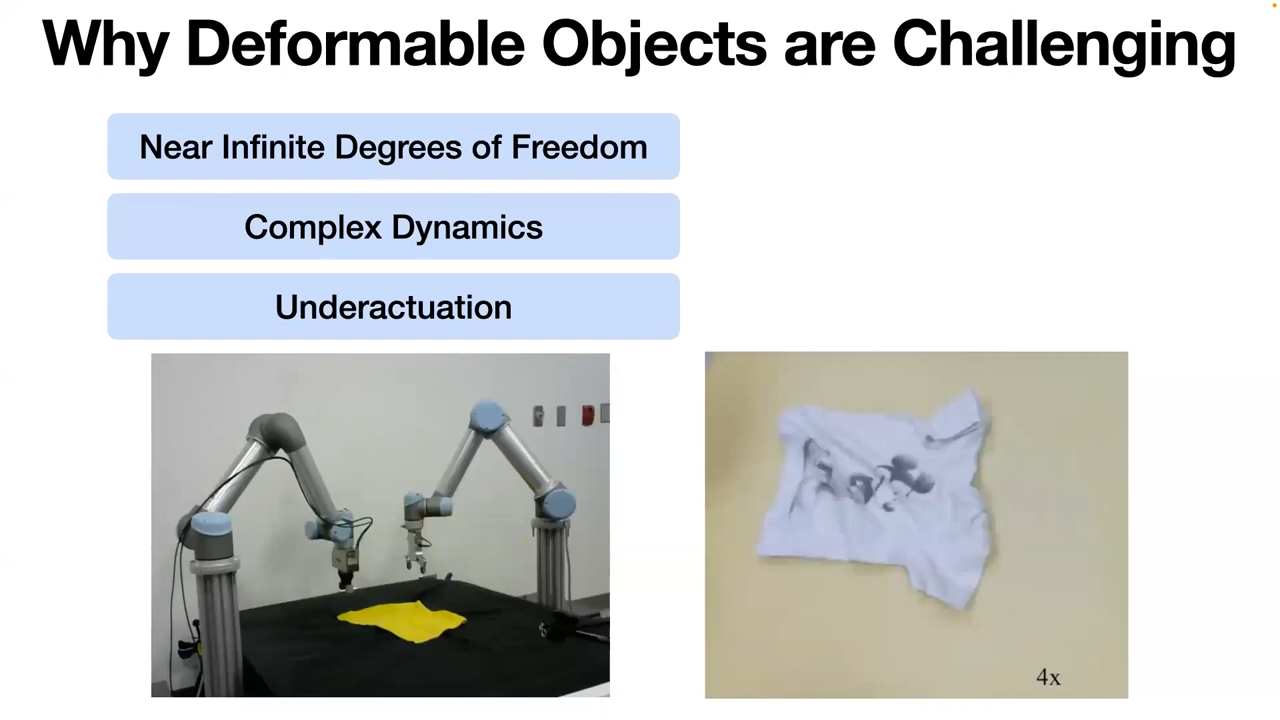 Why Deformable Objects are Challenging
Near Infinite Degrees of Freedom
Complex Dynamics
Underactuation
4x